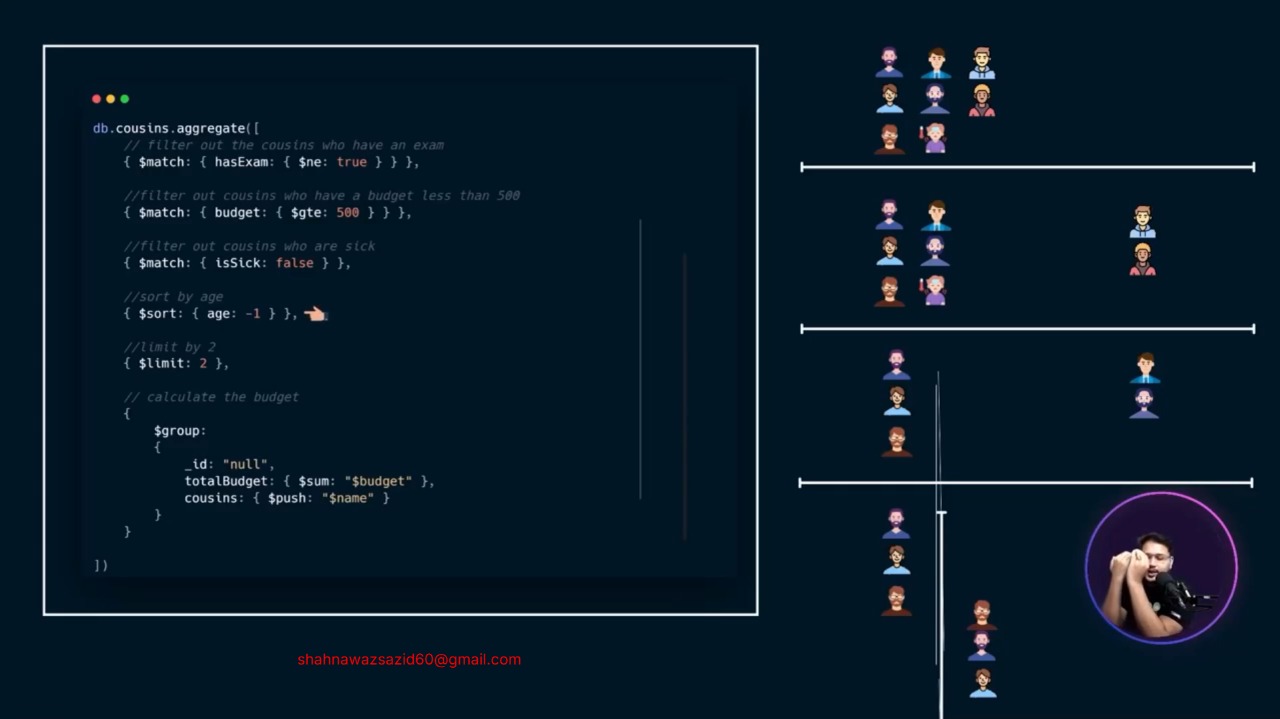 db.cousins.aggregate([
// filter out the cousins who have an exam
{ $match: { hasExam: { $ne: true } } },
//filter out cousins who have a budget less than 500
{ $match: { budget: { $gte: 500 } } },
//filter out cousins who are sick
{ $match: { isSick: false } },
//sort by age
{ $sort: { age: -1 } },
//limit by 2
{ $limit: 2 },
// calculate the budget
{
$group:
{
_id: "null",
totalBudget: { $sum: "$budget" },
cousins: { $push: "$name" }
}
}
])
shahnawazsazid60@gmail.com